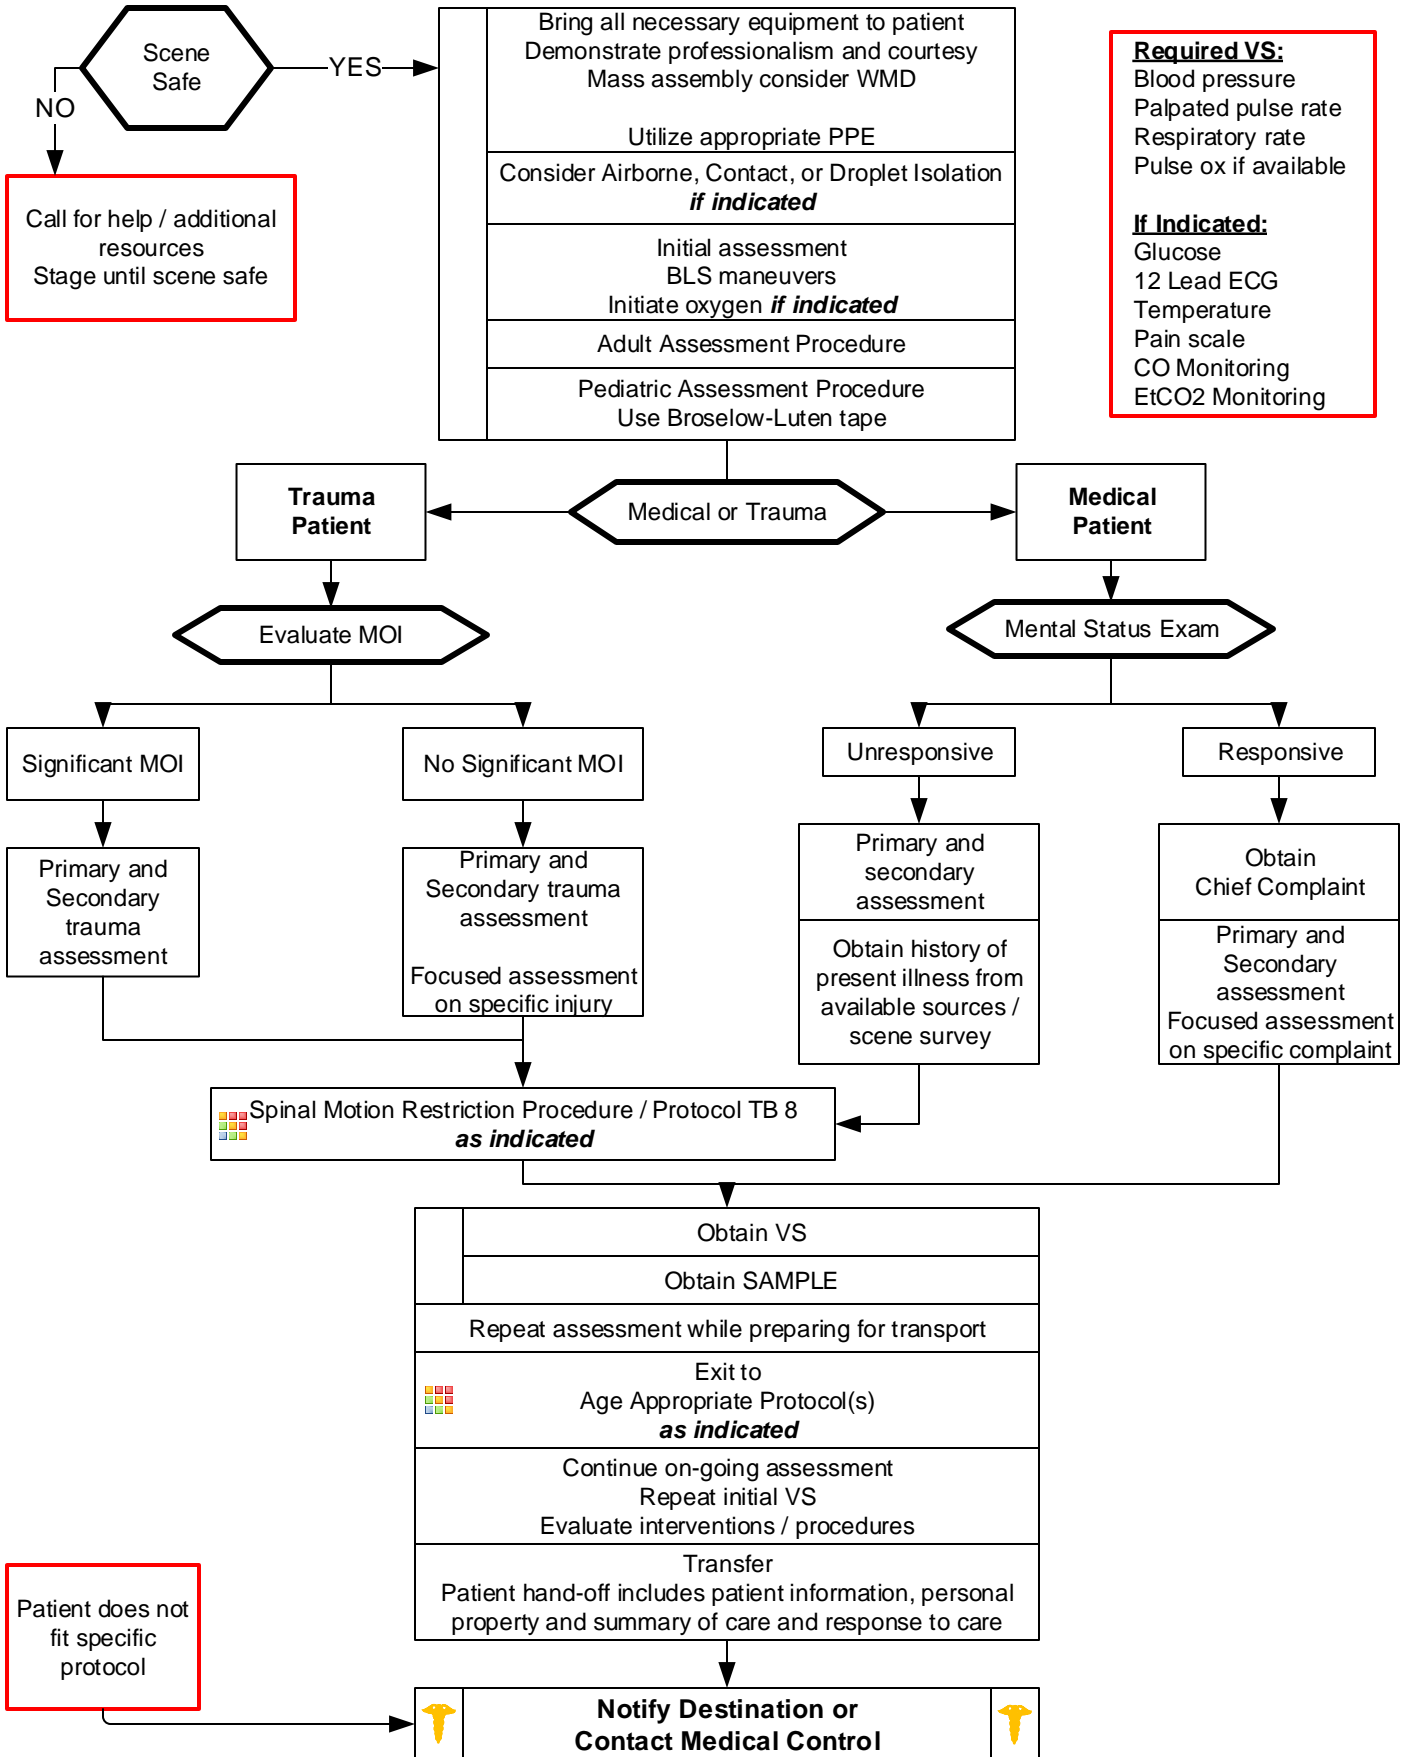 Scene
Safe
YES
NO
Call for help / additional
resources
Stage until scene safe
Bring all necessary equipment to patient
Demonstrate professionalism and courtesy
Mass assembly consider WMD
Utilize appropriate PPE
Consider Airborne, Contact, or Droplet Isolation
if indicated
Initial assessment
BLS maneuvers
Initiate oxygen if indicated
Adult Assessment Procedure
Pediatric Assessment Procedure
Use Broselow-Luten tape
Required VS:
Blood pressure
Palpated pulse rate
Respiratory rate
Pulse ox if available
If Indicated:
Glucose
12 Lead ECG
Temperature
Pain scale
CO Monitoring
EtCO2 Monitoring
Trauma
Patient
Medical or Trauma
Medical
Patient
Evaluate MOI
Mental Status Exam
Significant MOI
No Significant MOI
Unresponsive
Responsive
Primary and
Secondary
trauma
assessment
Primary and
Secondary trauma
assessment
Focused assessment
on specific injury
Primary and
secondary
assessment
Obtain history of
present illness from
available sources /
scene survey
Obtain
Chief Complaint
Primary and
Secondary
assessment
Focused assessment
on specific complaint
Spinal Motion Restriction Procedure / Protocol TB 8
as indicated
Obtain VS
Obtain SAMPLE
Repeat assessment while preparing for transport
Exit to
Age Appropriate Protocol(s)
as indicated
Continue on-going assessment
Repeat initial VS
Evaluate interventions / procedures
Transfer
Patient hand-off includes patient information, personal
property and summary of care and response to care
Patient does not
fit specific
protocol
Notify Destination or
Contact Medical Control